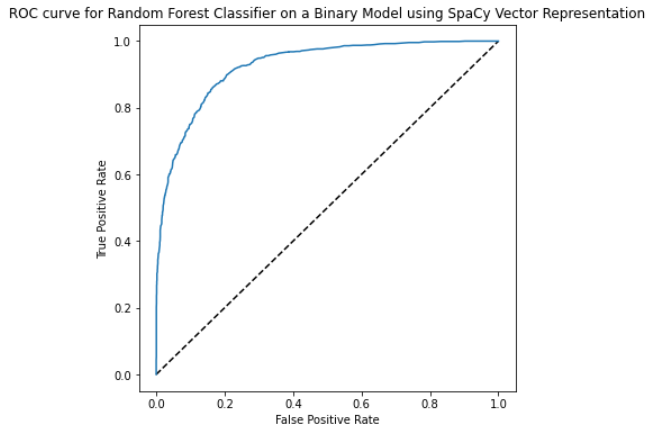 ROC curve for Random Forest Classifier on a Binary Model using SpaCy Vector Representation
1.0
0.8
0.6
0.4
0.2
0.0
True Positive Rate
0.0 0.2 0.4 0.6 0.8 1.0
False Positive Rate